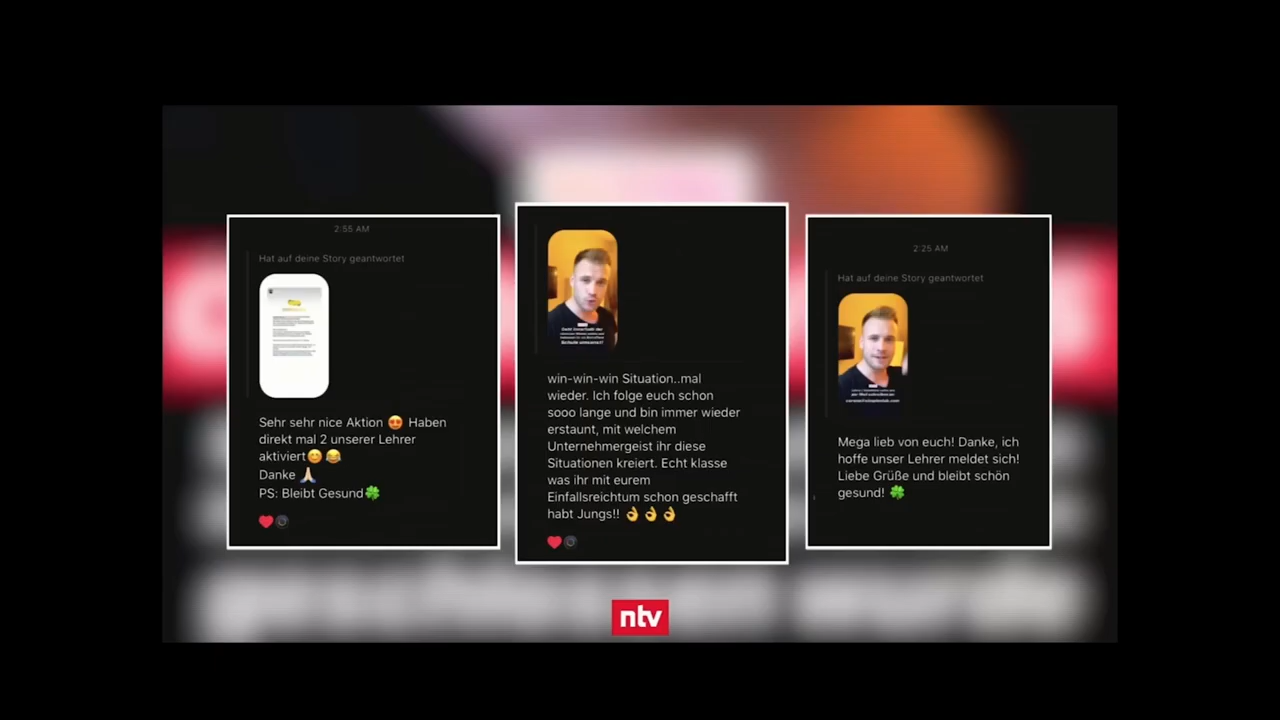 2:55 AM
Hat auf deine Story geantwortet
Sehr sehr nice Aktion 😍 Haben
direkt mal 2 unserer Lehrer
aktiviert😊😂
Danke 🙏🏼
PS: Bleibt Gesund🍀
win-win-win Situation..mal
wieder. Ich folge euch schon
sooo lange und bin immer wieder
erstaunt, mit welchem
Unternehmergeist ihr diese
Situationen kreiert. Echt klasse
was ihr mit eurem
Einfallsreichtum schon geschafft
habt Jungs!! 👌👌👌
2:25 AM
Hat auf deine Story geantwortet
Mega lieb von euch! Danke, ich
hoffe unser Lehrer meldet sich!
Liebe Grüße und bleibt schön
gesund! 🍀
ntv